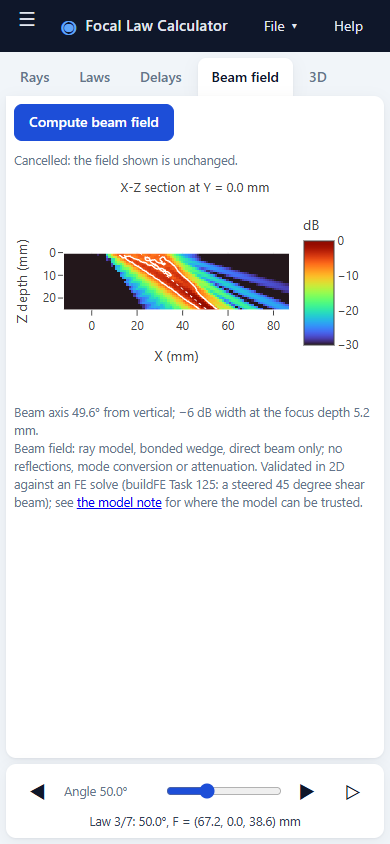 Focal Law Calculator
File ▼
Help
Rays
Laws
Delays
Beam field
3D
Compute beam field
Cancelled: the field shown is unchanged.
X-Z section at Y = 0.0 mm
dB
Z depth (mm)
0
10
20
0
20
40
60
80
X (mm)
0
−10
−20
−30
Beam axis 49.6° from vertical; −6 dB width at the focus depth 5.2
mm.
Beam field: ray model, bonded wedge, direct beam only; no
reflections, mode conversion or attenuation. Validated in 2D
against an FE solve (buildFE Task 125: a steered 45 degree shear
beam); see the model note for where the model can be trusted.
Angle 50.0°
Law 3/7: 50.0°, F = (67.2, 0.0, 38.6) mm